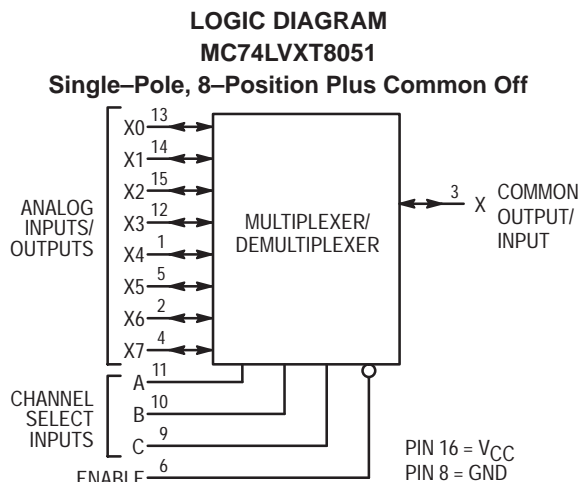 LOGIC DIAGRAM
MC74LVXT8051
Single–Pole, 8–Position Plus Common Off
X0 13
X1 14
X2 15
X3 12
X4 1
X5 5
X6 2
X7 4
ANALOG
INPUTS/
OUTPUTS
MULTIPLEXER/
DEMULTIPLEXER
3 X
COMMON
OUTPUT/
INPUT
CHANNEL
SELECT
INPUTS
A 11
B 10
C 9
ENABLE 6
PIN 16 = VCC
PIN 8 = GND